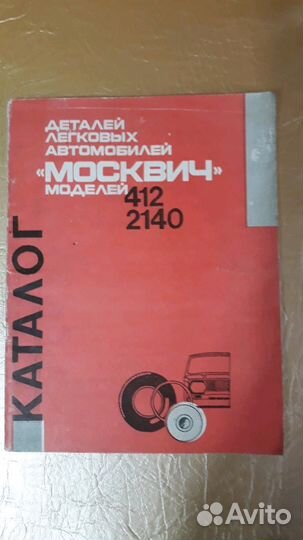 ДЕТАЛЕЙ
ЛЕГКОВЫХ
АВТОМОБИЛЕЙ
«МОСКВИЧ»
МОДЕЛЕЙ 412
2140
КАТАЛОГ
Avito